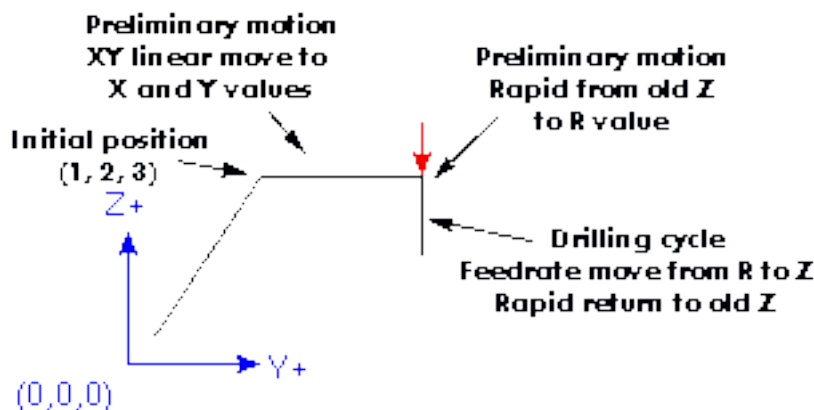 Preliminary motion
XY linear move to
X and Y values
Preliminary motion
Rapid from old Z
to R value
Initial position
(1, 2, 3)
Z+
Drilling cycle
Feedrate move from R to Z
Rapid return to old Z
Y+
(0,0,0)